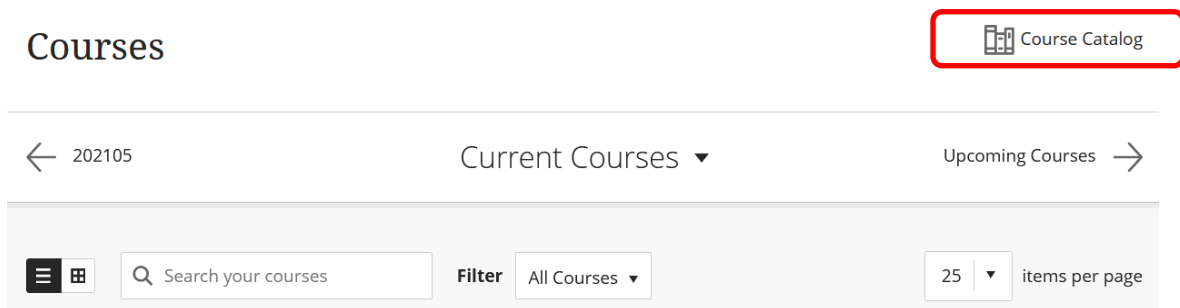 Courses
Course Catalog
202105
Current Courses
Upcoming Courses
Search your courses
Filter
All Courses
25
items per page